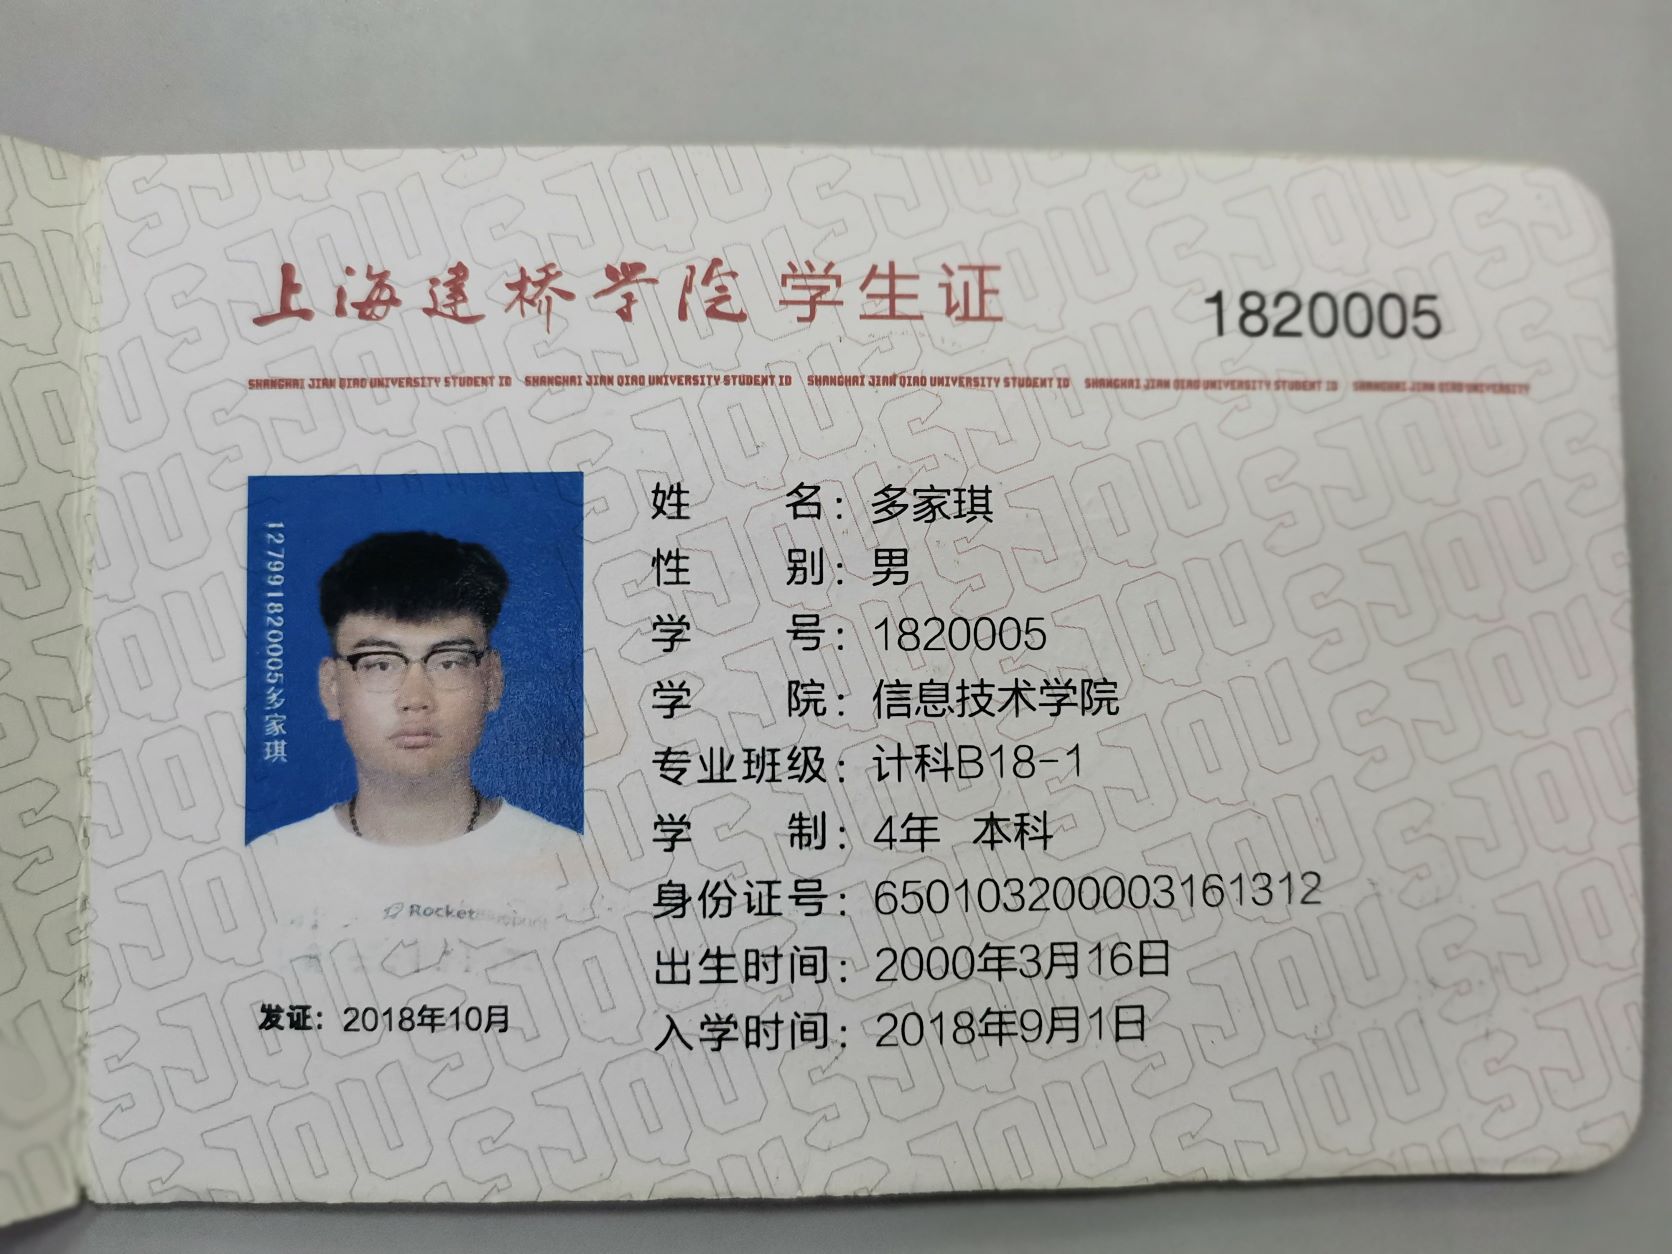 上海建桥学院 学生证
1820005
SHANGHAI JIAN QIAO UNIVERSITY STUDENT ID SHANGHAI JIAN QIAO UNIVERSITY STUDENT ID SHANGHAI JIAN QIAO UNIVERSITY STUDENT ID SHANGHAI JIAN QIAO UNIVERSITY STUDENT ID SHANGHAI JIAN QIAO UNIVERSITY
127991820005多家琪
Rocket
姓名：多家琪
性别：男
学号：1820005
学院：信息技术学院
专业班级：计科B18-1
学制：4年 本科
身份证号：650103200003161312
出生时间：2000年3月16日
入学时间：2018年9月1日
发证：2018年10月